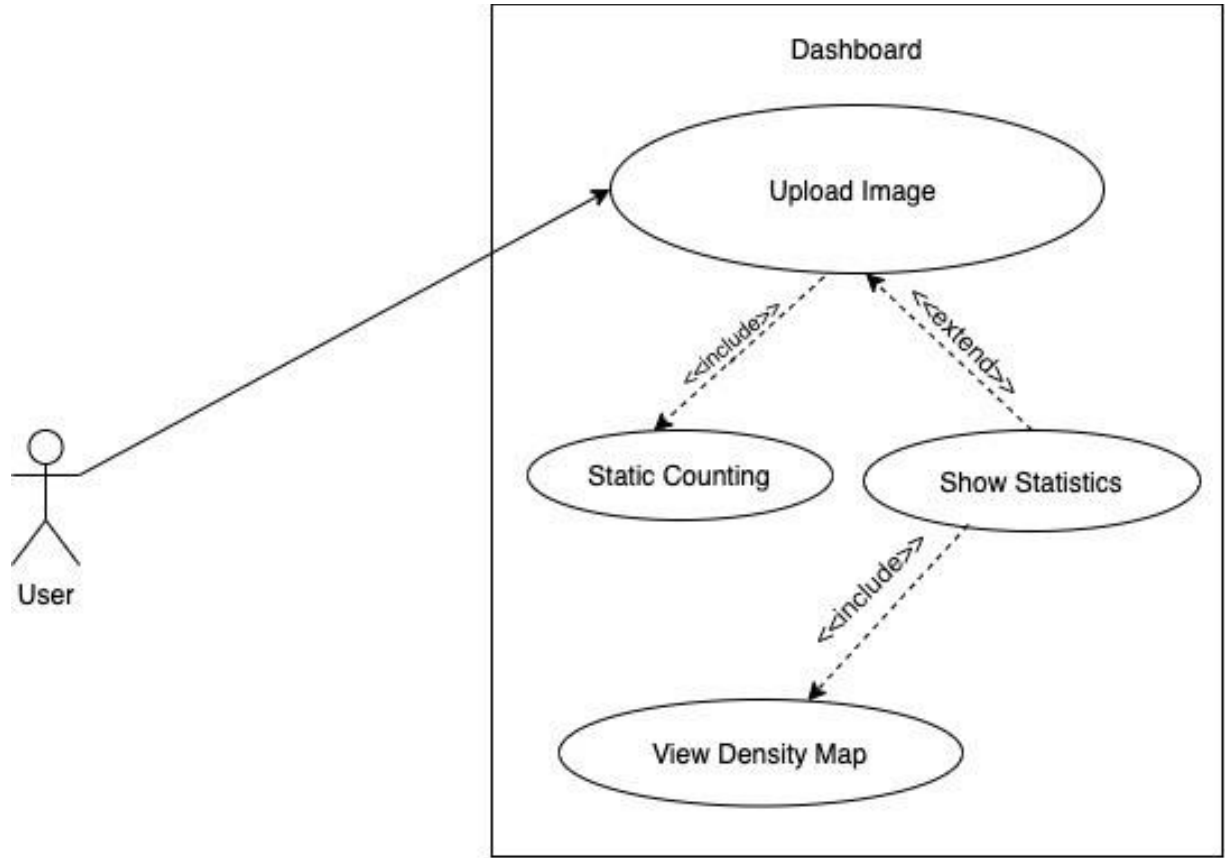 Dashboard
Upload Image
<<include>>
<<extend>>
Static Counting
Show Statistics
<<include>>
User
View Density Map